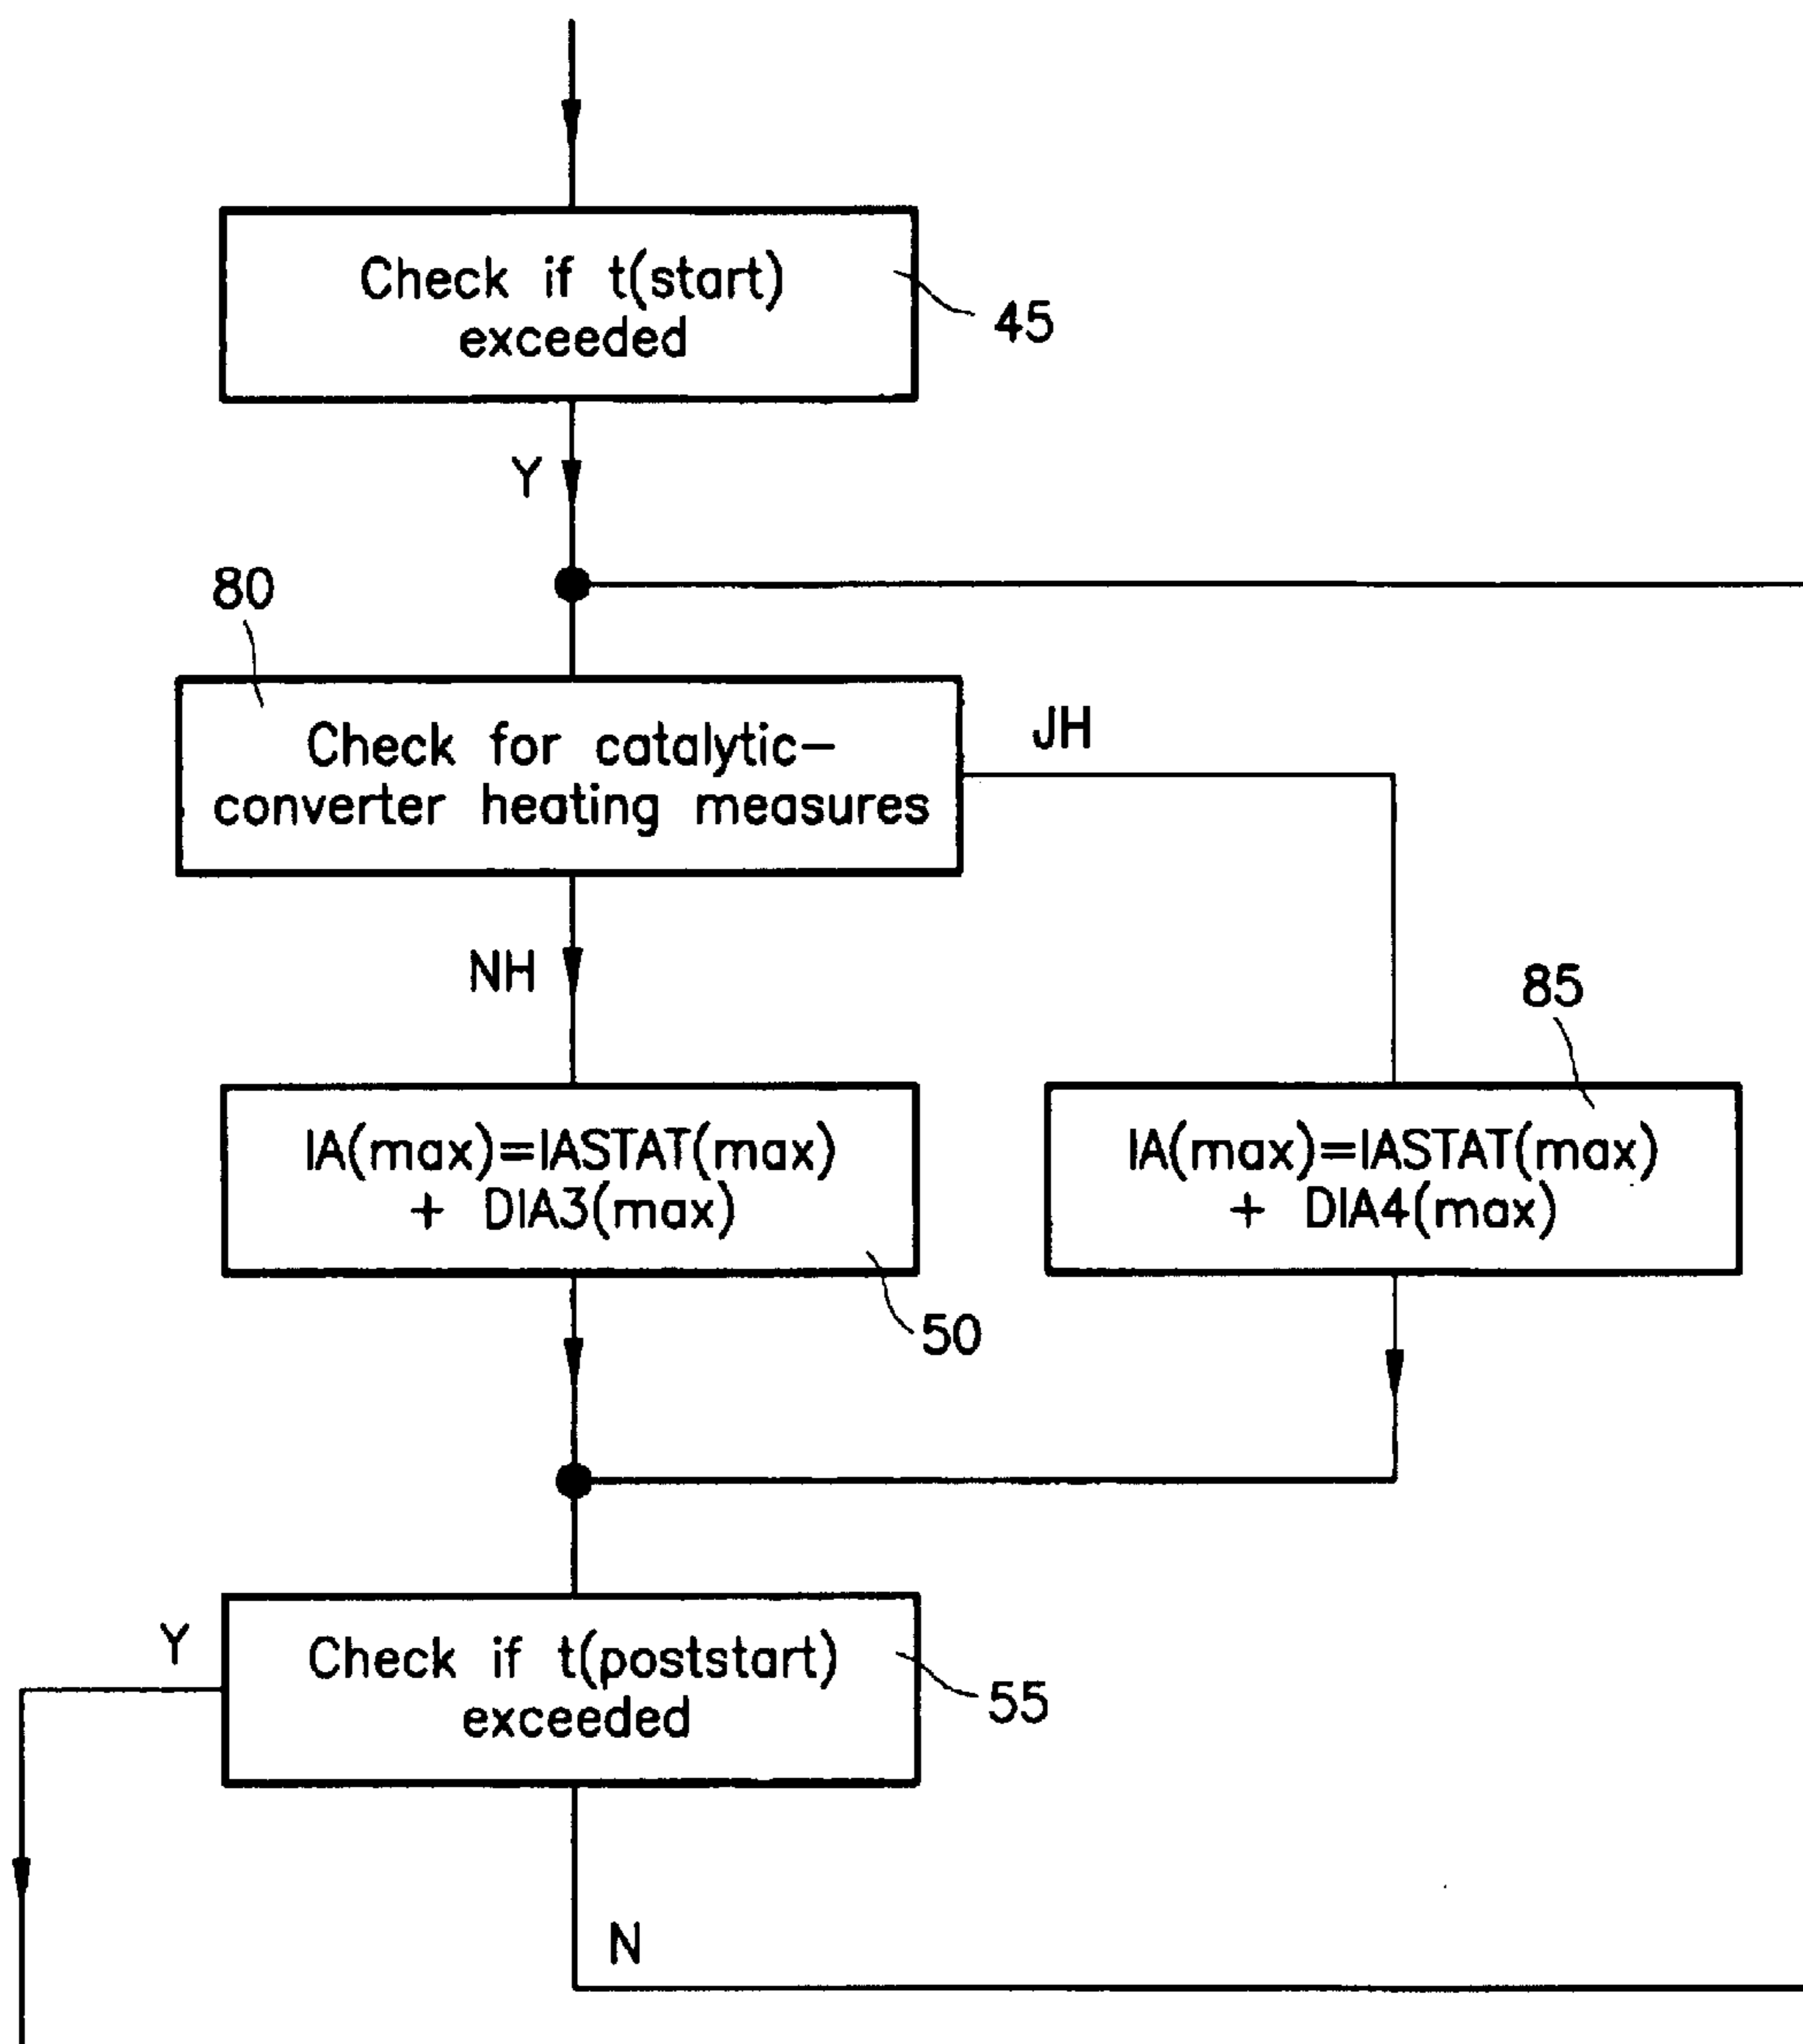 Check if t(start)
exceeded
45
Y
80
Check for catalytic–
converter heating measures
JH
NH
85
IA(max)=IASTAT(max)
+ DIA3(max)
50
IA(max)=IASTAT(max)
+ DIA4(max)
Y
Check if t(poststart)
exceeded
55
N